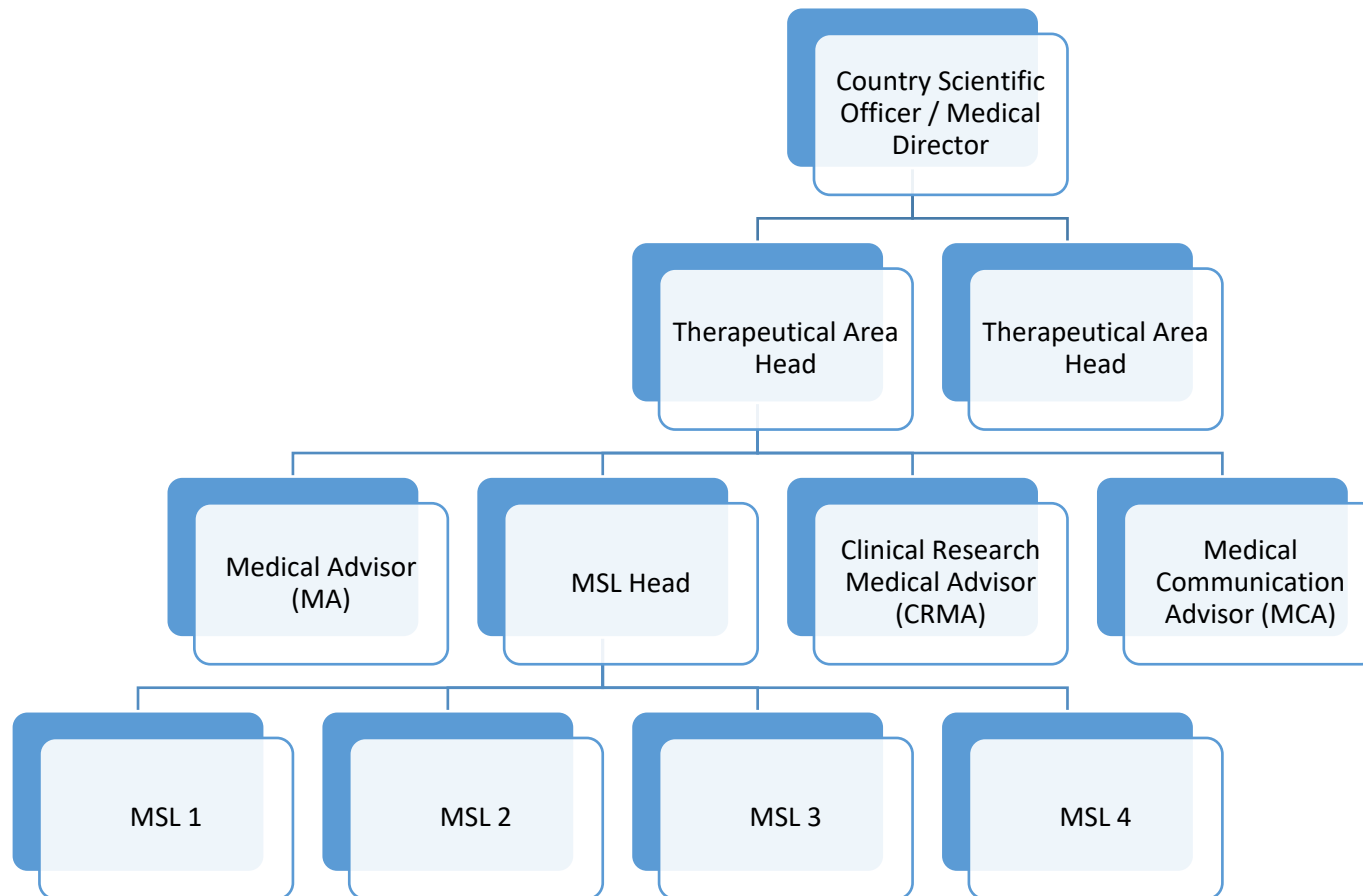 Country Scientific
Officer / Medical
Director
Therapeutical Area
Head
Therapeutical Area
Head
Medical Advisor
(MA)
MSL Head
Clinical Research
Medical Advisor
(CRMA)
Medical
Communication
Advisor (MCA)
MSL 1
MSL 2
MSL 3
MSL 4